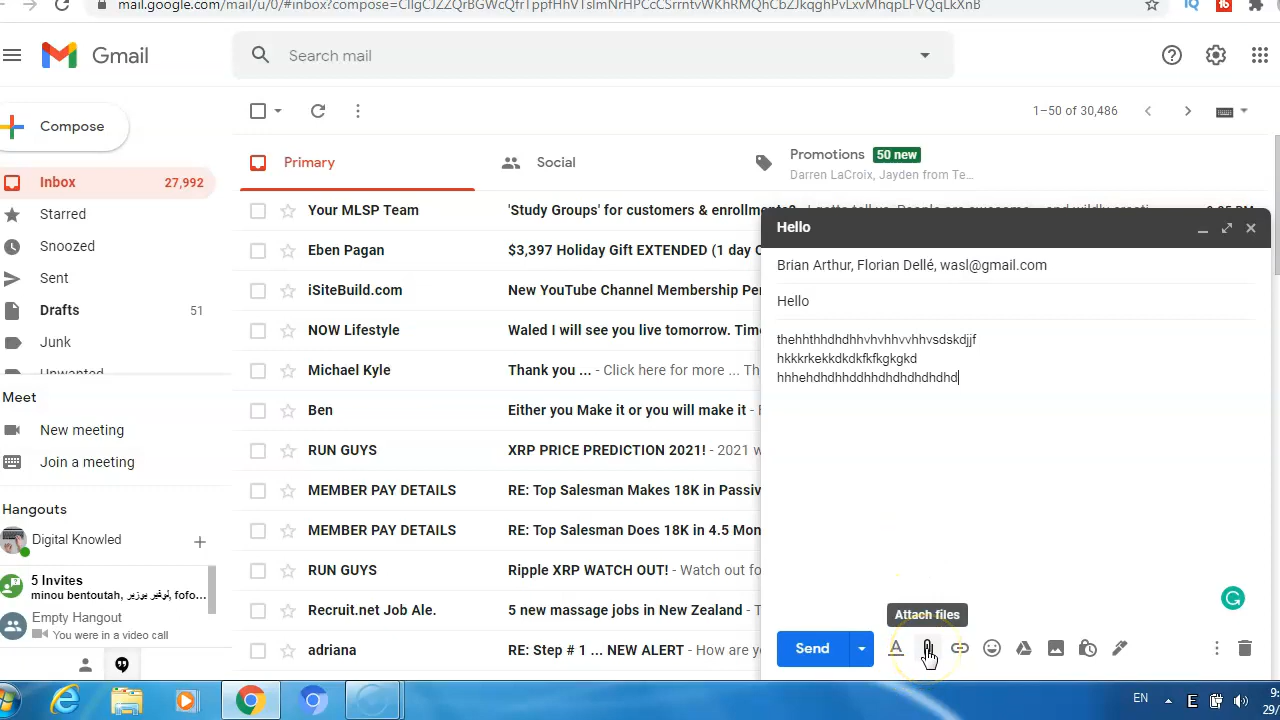 mail.google.com/mail/u/0/#inbox?compose=
Gmail
Search mail
Compose
1–50 of 30,486
Primary
Social
Promotions 50 new
Darren LaCroix, Jayden from Te…
Inbox 27,992
Starred
Snoozed
Sent
Drafts 51
Junk
Unwanted
Meet
New meeting
Join a meeting
Hangouts
Digital Knowled
5 Invites
minou bentoutah,
fofo...
Empty Hangout
You were in a video call
Your MLSP Team 'Study Groups' for customers & enrollments?
Eben Pagan $3,397 Holiday Gift EXTENDED (1 day
iSiteBuild.com New YouTube Channel Membership
NOW Lifestyle Waled I will see you live tomorrow.
Michael Kyle Thank you ... - Click here for more ...
Ben Either you Make it or you will make it -
RUN GUYS XRP PRICE PREDICTION 2021! - 2021
MEMBER PAY DETAILS RE: Top Salesman Makes 18K in
MEMBER PAY DETAILS RE: Top Salesman Does 18K in 4.5
RUN GUYS Ripple XRP WATCH OUT! - Watch out
Recruit.net Job Ale. 5 new massage jobs in New Zealand -
adriana RE: Step # 1 ... NEW ALERT - How are
Hello
Brian Arthur, Florian Dellé, wasl@gmail.com
Hello
thehhthhdhdhhvhvhhvvhhvsdskdjjf
hkkkrkekkdkdkfkfkgkgkd
hhhehdhdhhddhhdhdhdhdhdhd
Attach files
Send
EN